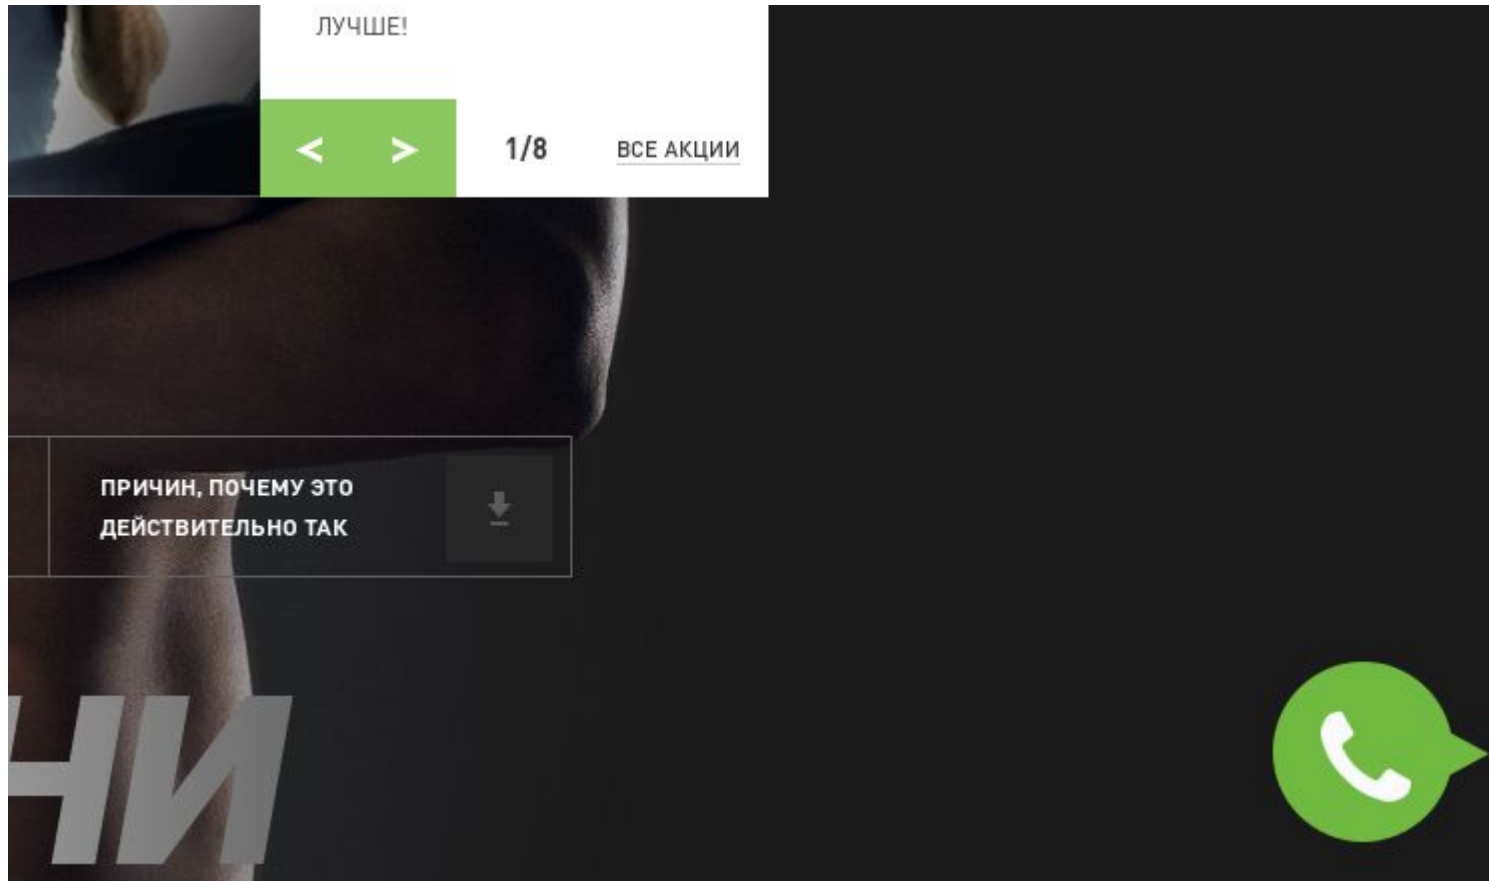 ЛУЧШЕ!
< > 1/8 ВСЕ АКЦИИ
ПРИЧИН, ПОЧЕМУ ЭТО
ДЕЙСТВИТЕЛЬНО ТАК
НИ